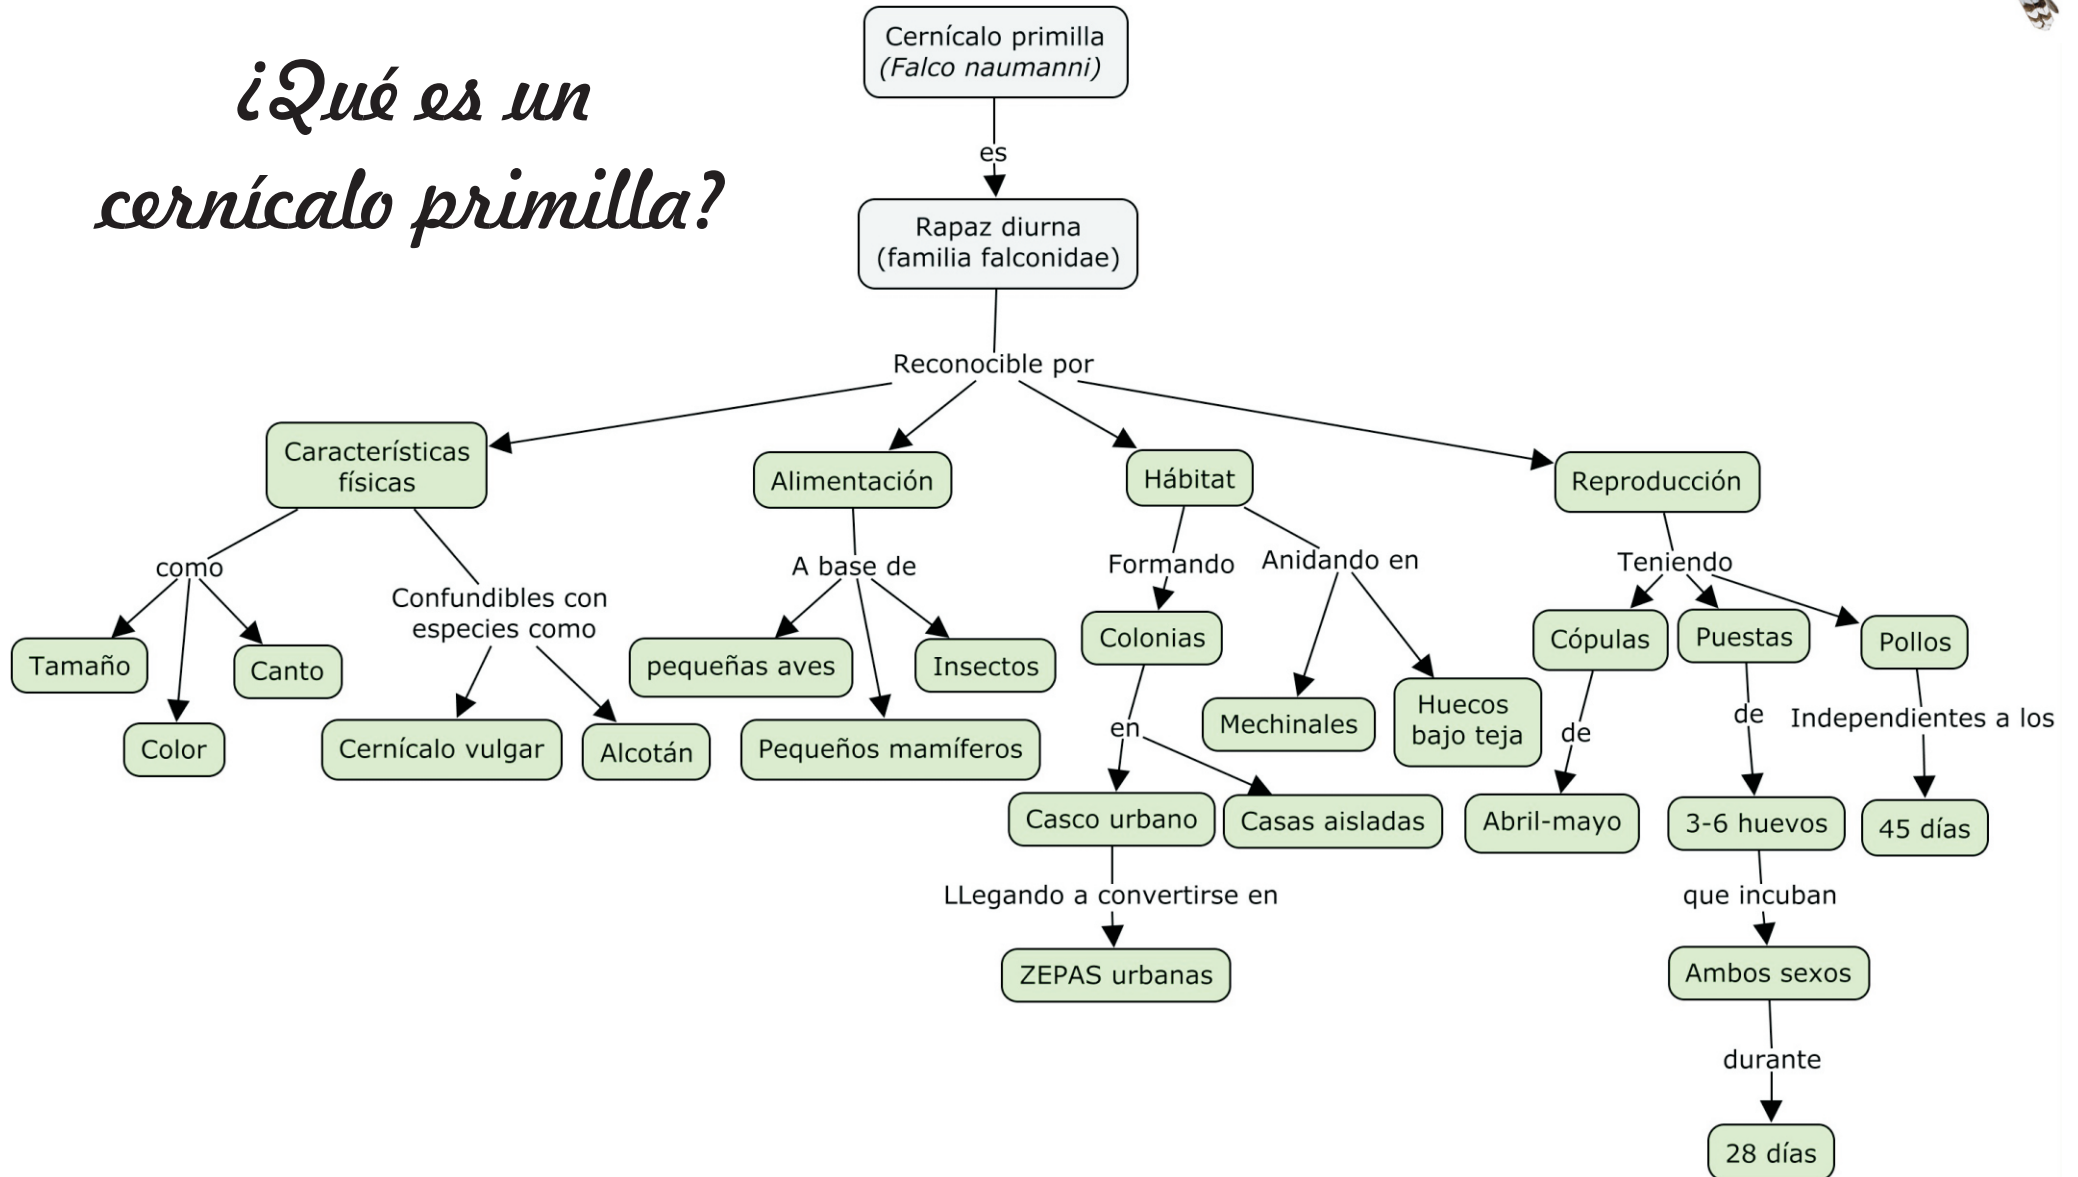 ¿Qué es un
cernícalo primilla?
Cernícalo primilla
(Falco naumanni)
es
Rapaz diurna
(familia falconidae)
Reconocible por
Características
físicas
como
Tamaño
Color
Canto
Confundibles con
especies como
Cernícalo vulgar
Alcotán
Alimentación
A base de
pequeñas aves
Pequeños mamíferos
Insectos
Hábitat
Formando
Colonias
en
Casco urbano
Casas aisladas
LLegando a convertirse en
ZEPAS urbanas
Anidando en
Mechinales
Huecos
bajo teja
Reproducción
Teniendo
Cópulas
de
Abril-mayo
Puestas
de
3-6 huevos
que incuban
Ambos sexos
durante
28 días
Pollos
Independientes a los
45 días